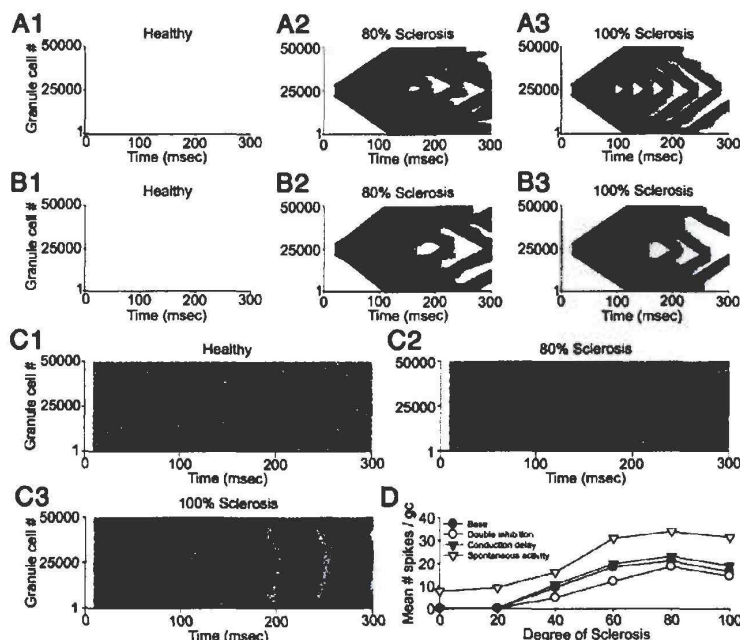 A1 Healthy
Granule cell #
50000
25000
1
0 100 200 300
Time (msec)
A2 80% Sclerosis
50000
25000
1
0 100 200 300
Time (msec)
A3 100% Sclerosis
50000
25000
1
0 100 200 300
Time (msec)
B1 Healthy
Granule cell #
50000
25000
1
0 100 200 300
Time (msec)
B2 80% Sclerosis
50000
25000
1
0 100 200 300
Time (msec)
B3 100% Sclerosis
50000
25000
1
0 100 200 300
Time (msec)
C1 Healthy
Granule cell #
50000
25000
1
0 100 200 300
Time (msec)
C2 80% Sclerosis
50000
25000
1
0 100 200 300
Time (msec)
C3 100% Sclerosis
Granule cell #
50000
25000
1
0 100 200 300
Time (msec)
D
Mean # spikes / gc
40
30
20
10
0
Base
Double inhibition
Conduction delay
Spontaneous activity
0 20 40 60 80 100
Degree of Sclerosis